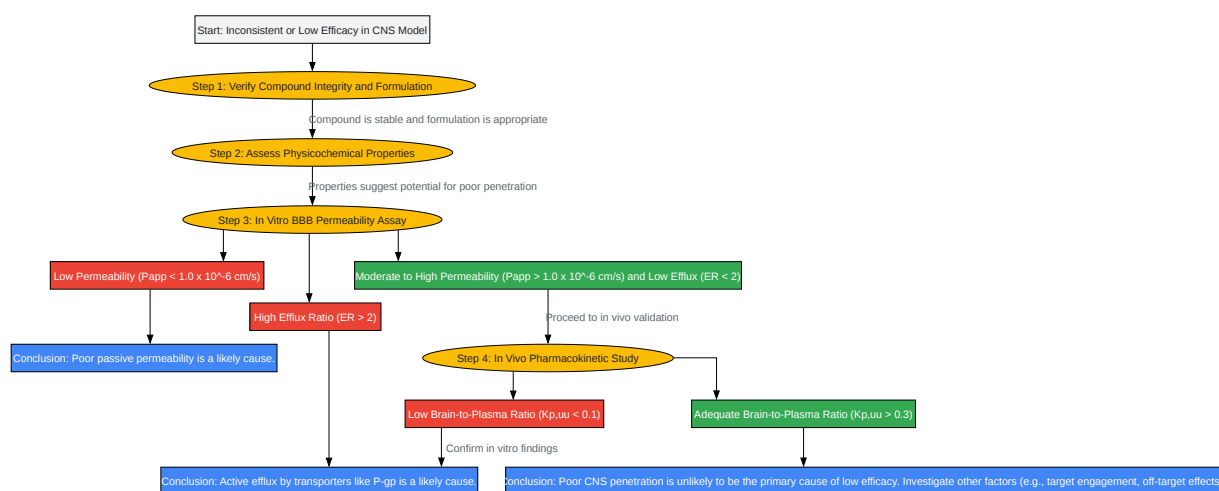 Start: Inconsistent or Low Efficacy in CNS Model
Step 1: Verify Compound Integrity and Formulation
Compound is stable and formulation is appropriate
Step 2: Assess Physicochemical Properties
Properties suggest potential for poor penetration
Step 3: In Vitro BBB Permeability Assay
Low Permeability (Papp < 1.0 x 10^-6 cm/s)
Moderate to High Permeability (Papp > 1.0 x 10^-6 cm/s) and Low Efflux (ER < 2)
High Efflux Ratio (ER > 2)
Proceed to in vivo validation
Conclusion: Poor passive permeability is a likely cause.
Step 4: In Vivo Pharmacokinetic Study
Low Brain-to-Plasma Ratio (Kp,uu < 0.1)
Adequate Brain-to-Plasma Ratio (Kp,uu > 0.3)
Confirm in vitro findings
Conclusion: Active efflux by transporters like P-gp is a likely cause.
Conclusion: Poor CNS penetration is unlikely to be the primary cause of low efficacy. Investigate other factors (e.g., target engagement, off-target effects